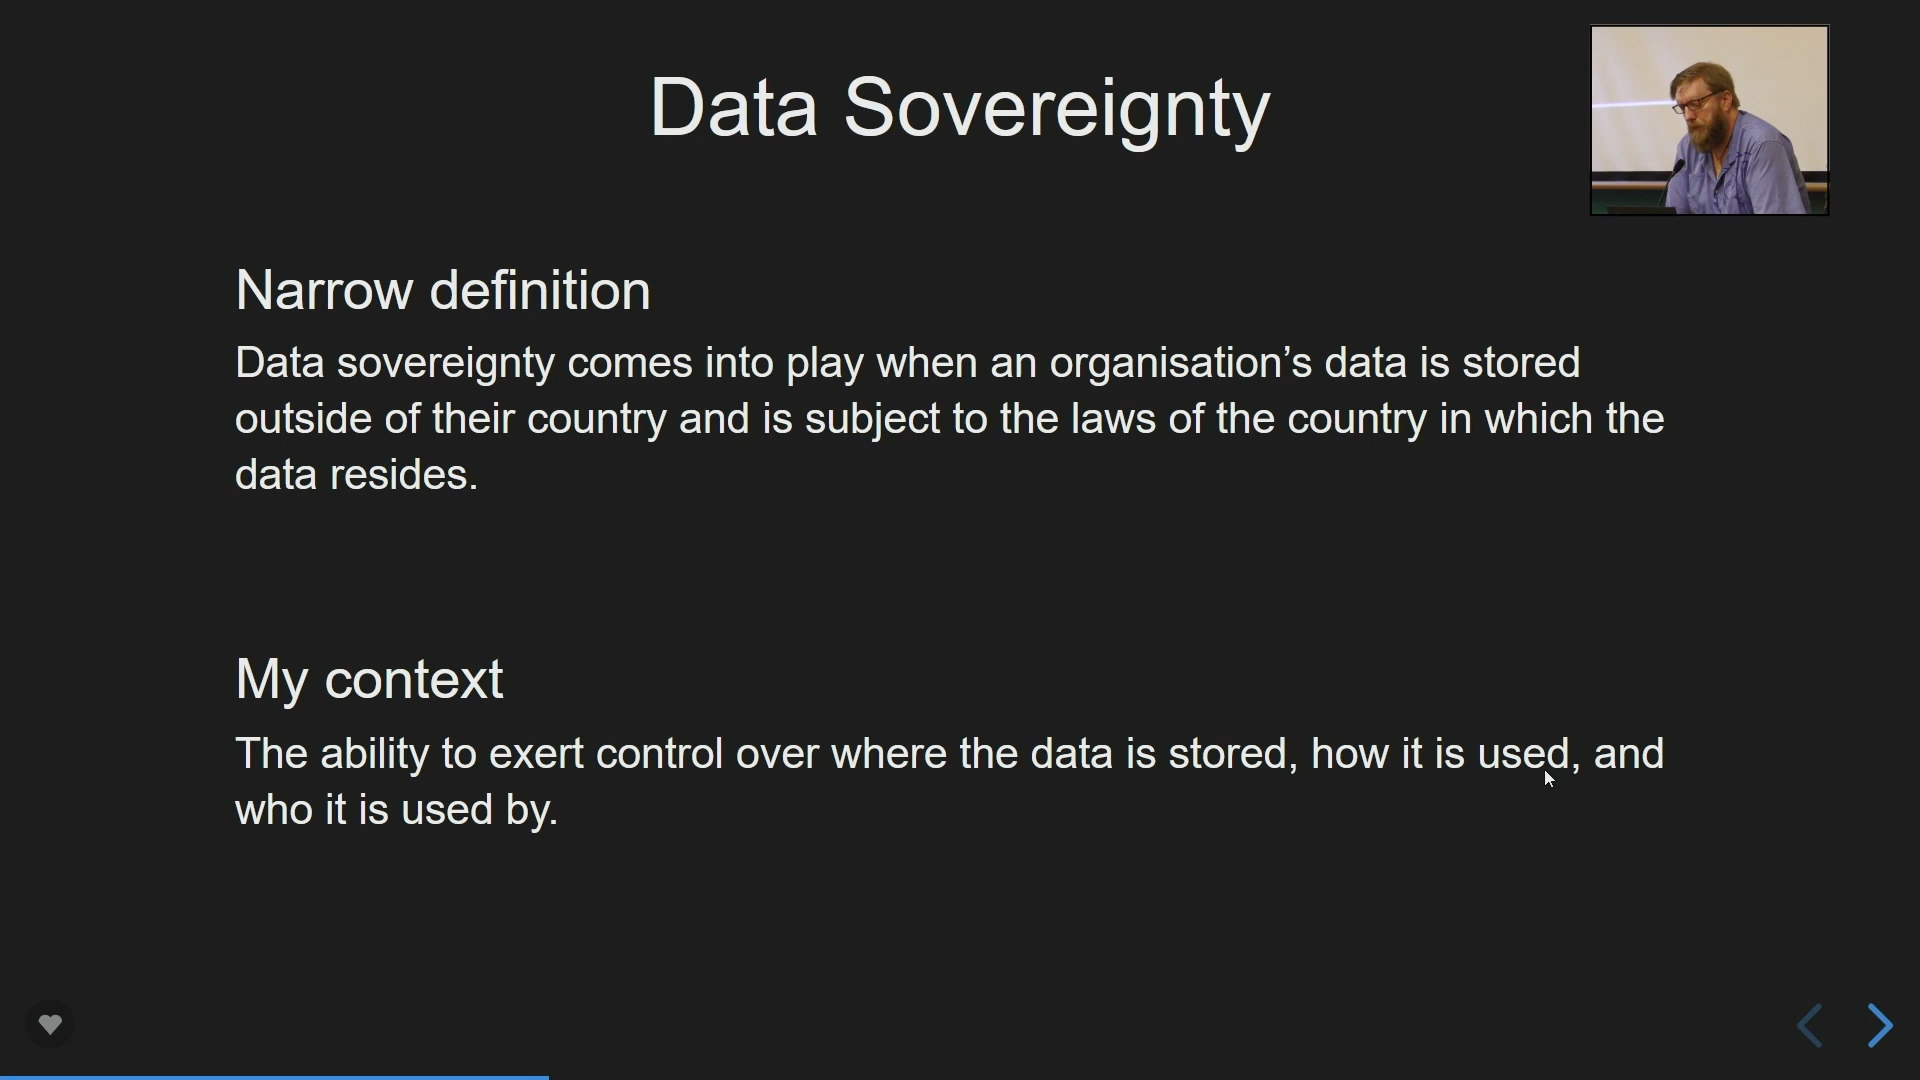 Data Sovereignty
Narrow definition
Data sovereignty comes into play when an organisation’s data is stored
outside of their country and is subject to the laws of the country in which the
data resides.
My context
The ability to exert control over where the data is stored, how it is used, and
who it is used by.